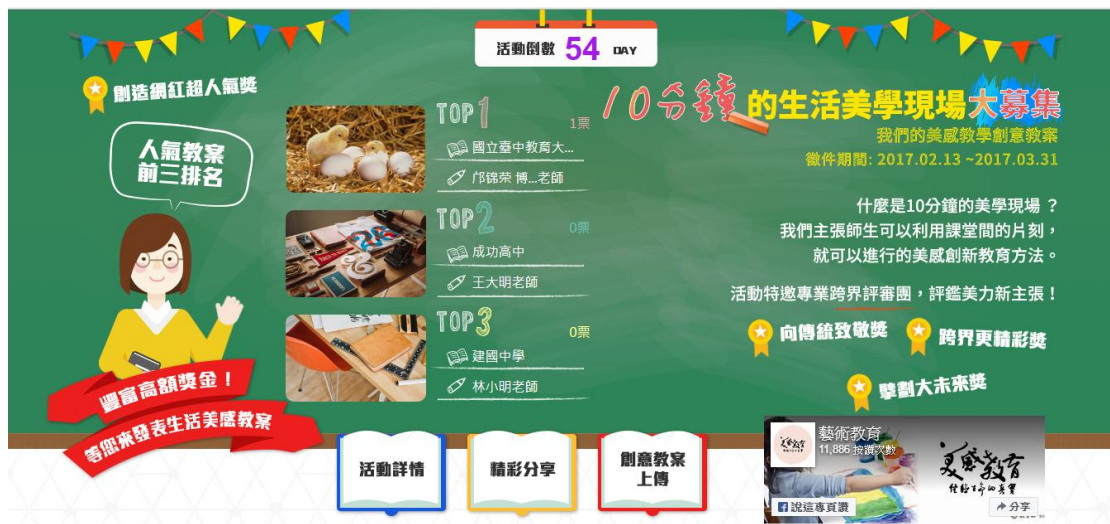 活動倒數 54 DAY
創造網紅超人氣獎
人氣教案
前三排名
TOP1
1票
國立臺中教育大...
邝锦荣 博...老師
TOP2
0票
成功高中
王大明老師
TOP3
0票
建國中學
林小明老師
豐富高額獎金！
等您來發表生活美感教案
10分鐘的生活美學現場大募集
我們的美感教學創意教案
徵件期間: 2017.02.13 ~2017.03.31
什麼是10分鐘的美學現場 ？
我們主張師生可以利用課堂間的片刻，
就可以進行的美感創新教育方法。
活動特邀專業跨界評審團，評鑑美力新主張！
向傳統致敬獎
跨界更精彩獎
擘劃大未來獎
活動詳情
精彩分享
創意教案
上傳
藝術教育
11,886 按讚次數
美感教育
說這專頁讚
分享